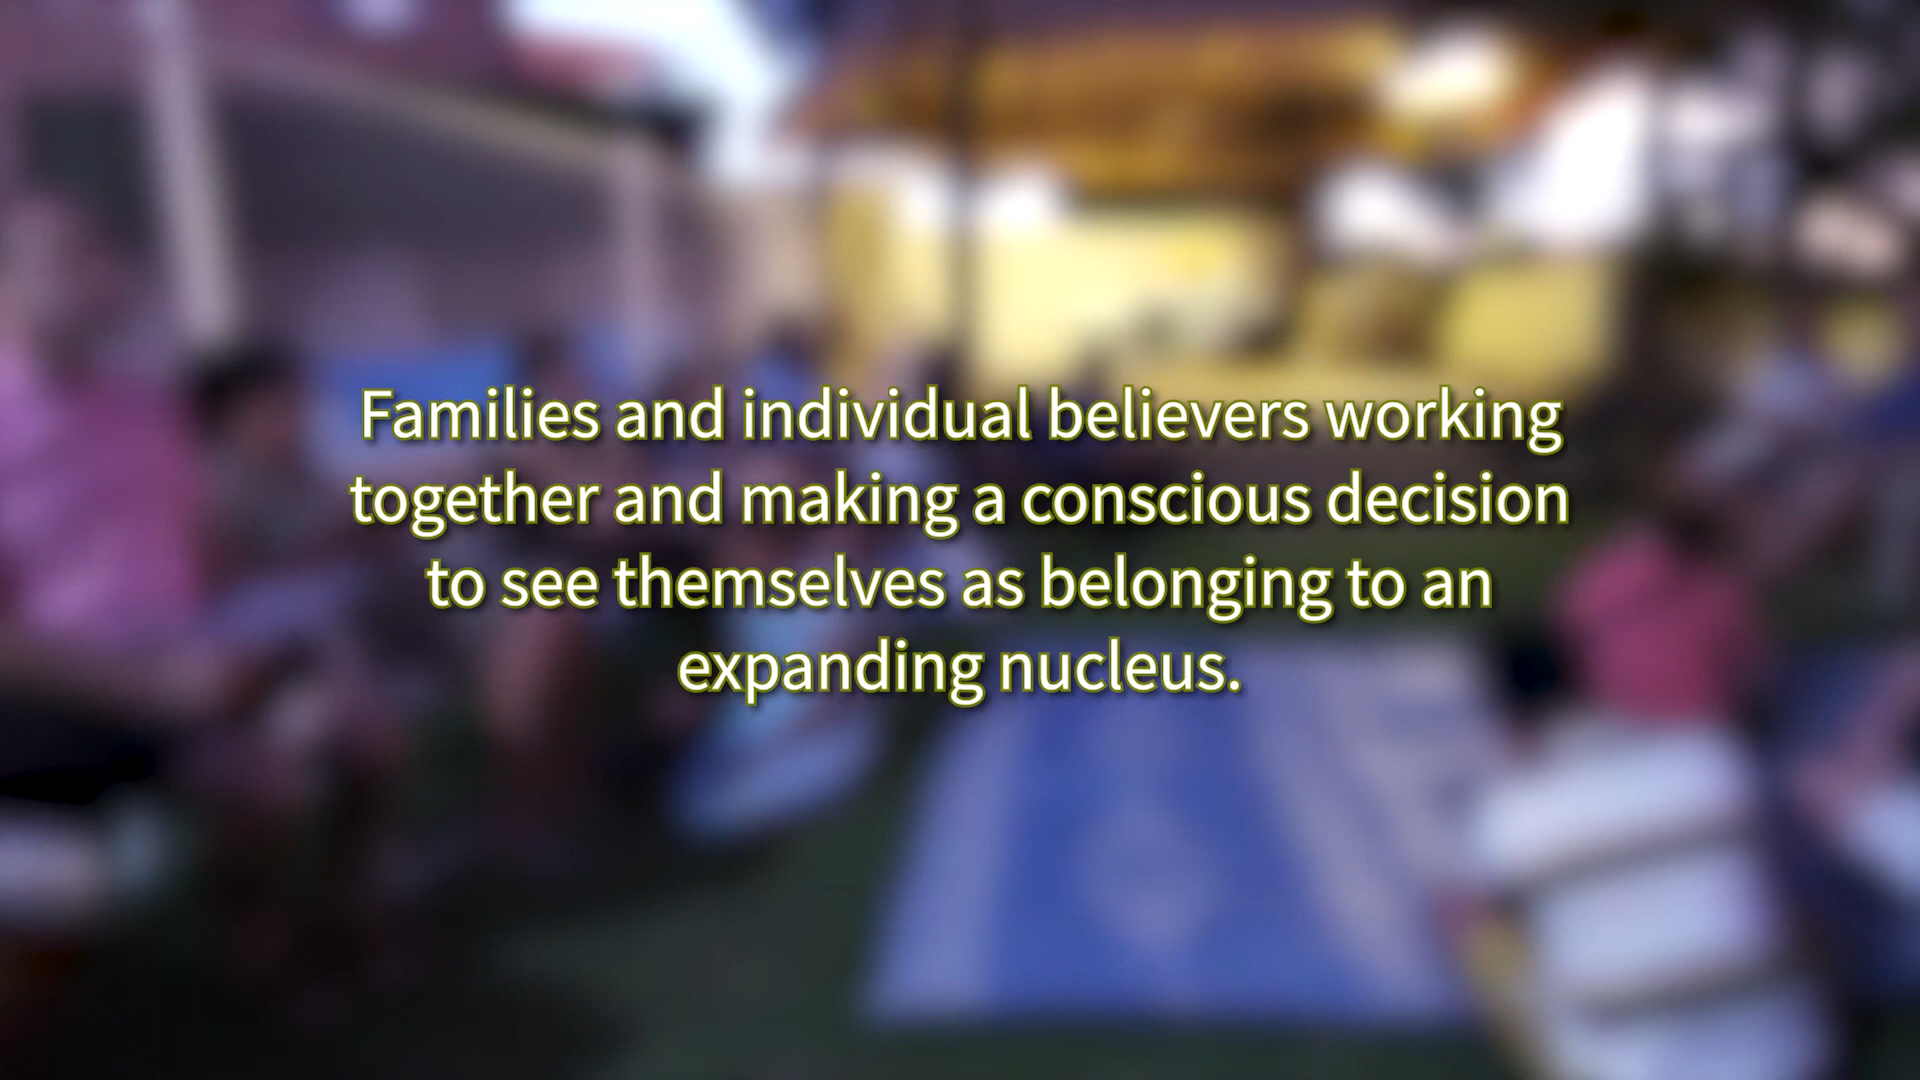 Families and individual believers working
together and making a conscious decision
to see themselves as belonging to an
expanding nucleus.